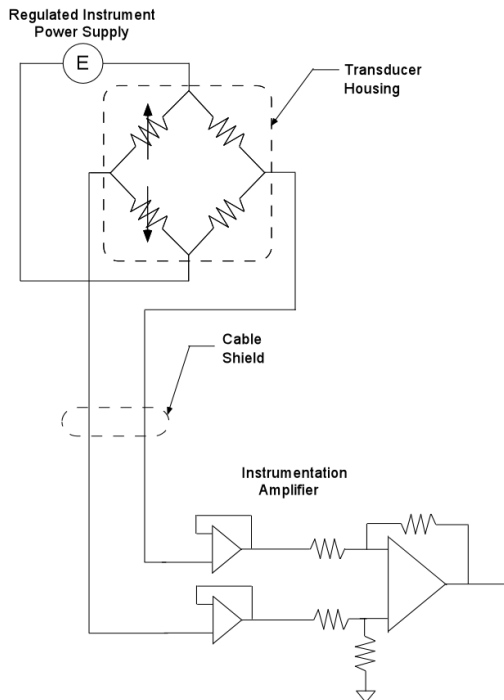 Regulated Instrument
Power Supply
E
Transducer
Housing
Cable
Shield
Instrumentation
Amplifier